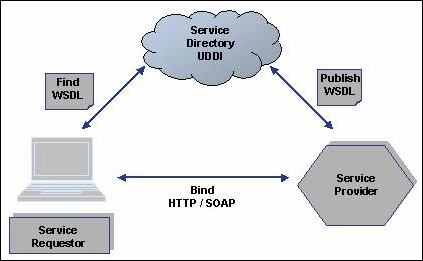 Service
Directory
UDDI
Find
WSDL
Publish
WSDL
Bind
HTTP / SOAP
Service
Provider
Service
Requestor